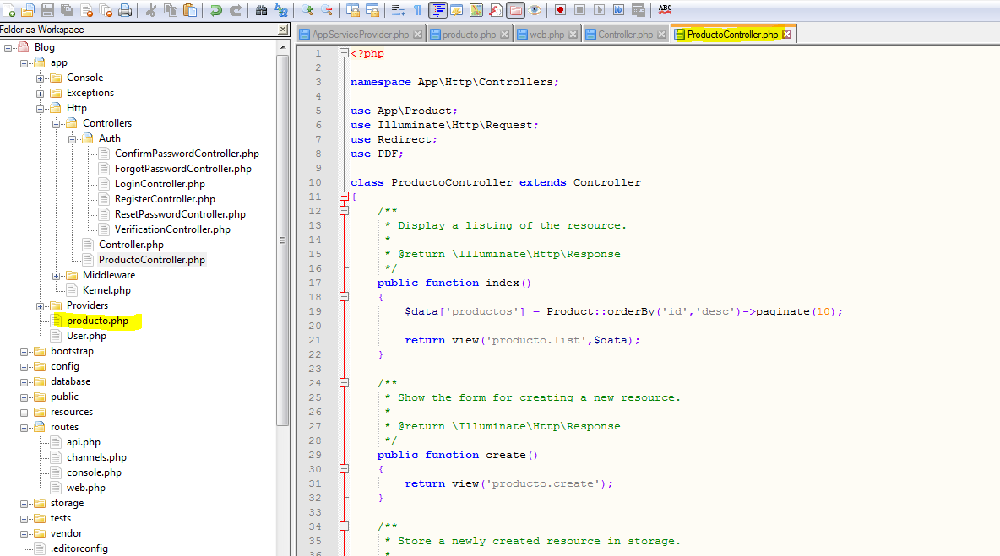 ABC
Folder as Workspace
Blog
app
Console
Exceptions
Http
Controllers
Auth
ConfirmPasswordController.php
ForgotPasswordController.php
LoginController.php
RegisterController.php
ResetPasswordController.php
VerificationController.php
Controller.php
ProductoController.php
Middleware
Kernel.php
Providers
producto.php
User.php
bootstrap
config
database
public
resources
routes
api.php
channels.php
console.php
web.php
storage
tests
vendor
.editorconfig
AppServiceProvider.php producto.php web.php Controller.php ProductoController.php
1 <?php
2
3 namespace App\Http\Controllers;
4
5 use App\Product;
6 use Illuminate\Http\Request;
7 use Redirect;
8 use PDF;
9
10 class ProductoController extends Controller
11 {
12 /**
13 * Display a listing of the resource.
14 *
15 * @return \Illuminate\Http\Response
16 */
17 public function index()
18 {
19 $data['productos'] = Product::orderBy('id','desc')->paginate(10);
20
21 return view('producto.list',$data);
22 }
23
24 /**
25 * Show the form for creating a new resource.
26 *
27 * @return \Illuminate\Http\Response
28 */
29 public function create()
30 {
31 return view('producto.create');
32 }
33
34 /**
35 * Store a newly created resource in storage.
36 *